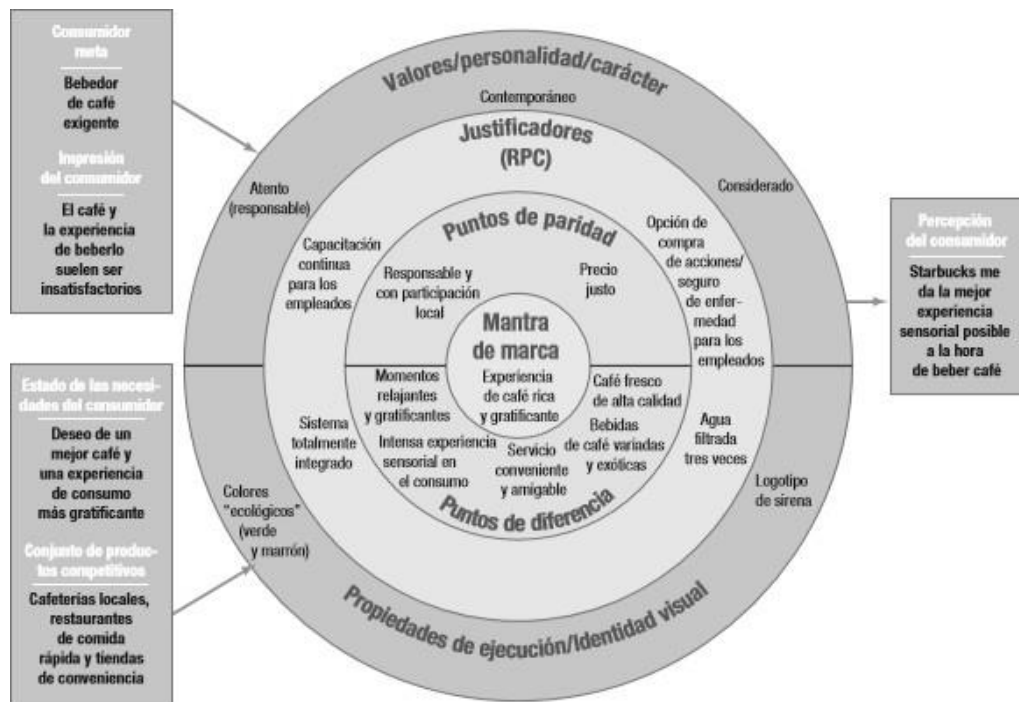 Consumidor
meta
Bebedor
de café
exigente
Impresión
del consumidor
El café y
la experiencia
de beberlo
suelen ser
insatisfactorios
Estado de las necesi-
dades del consumidor
Deseo de un
mejor café y
una experiencia
de consumo
más gratificante
Conjunto de produc-
tos competitivos
Cafeterías locales,
restaurantes
de comida
rápida y tiendas
de conveniencia
Valores/personalidad/carácter
Contemporáneo
Atento
(responsable)
Considerado
Justificadores
(RPC)
Capacitación
continua
para los
empleados
Opción de
compra
de acciones/
seguro
de enfer-
medad
para los
empleados
Puntos de paridad
Responsable y
con participación
local
Precio
justo
Mantra
de marca
Experiencia
de café rica
y gratificante
Momentos
relajantes
y gratificantes
Café fresco
de alta calidad
Intensa experiencia
sensorial en
el consumo
Servicio
conveniente
y amigable
Bebidas
de café variadas
y exóticas
Puntos de diferencia
Sistema
totalmente
integrado
Agua
filtrada
tres veces
Colores
"ecológicos"
(verde
y marrón)
Logotipo
de sirena
Propiedades de ejecución/Identidad visual
Percepción
del consumidor
Starbucks me
da la mejor
experiencia
sensorial posible
a la hora
de beber café